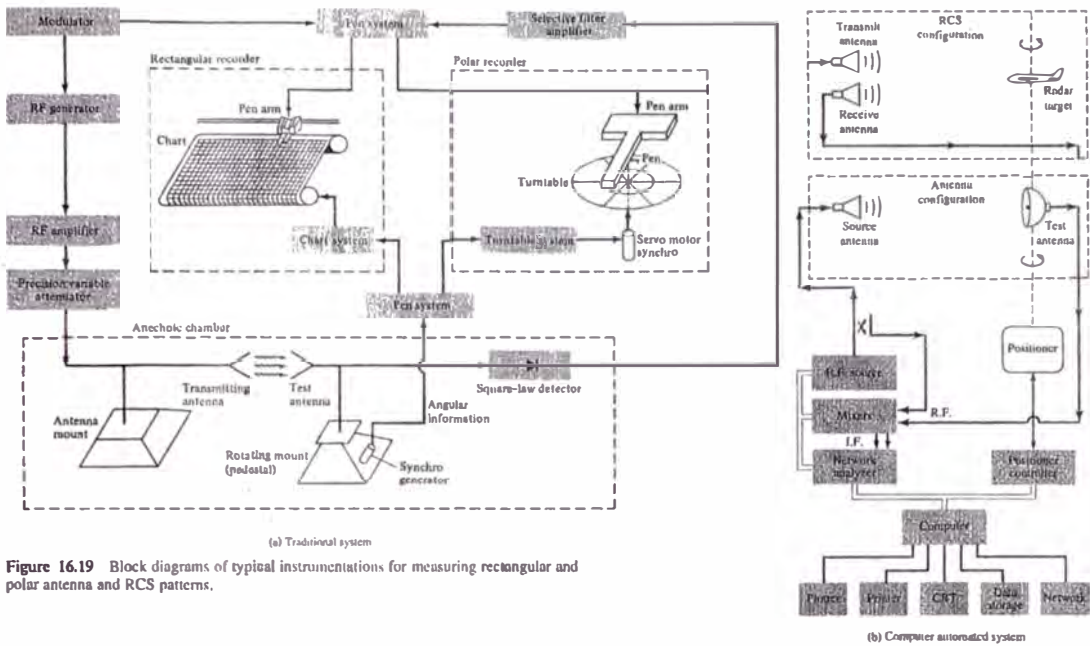 Modulator
Pen system
Selective filter
amplifier
Rectangular recorder
Polar recorder
RF generator
Pen arm
Chart
Pen arm
Pen
Turntable
RF amplifier
Chart system
Turntable system
Servo motor
synchro
Precision variable
attenuator
Pen system
Anechoic chamber
Transmitting
antenna
Test
antenna
Square-law detector
Antenna
mount
Angular
information
Rotating mount
(pedestal)
Synchro
generator
(a) Traditional system
Figure 16.19 Block diagrams of typical instrumentations for measuring rectangular and
polar antenna and RCS patterns.
Transmit
antenna
RCS
configuration
Radar
target
Receive
antenna
Antenna
configuration
Source
antenna
Test
antenna
Positioner
R.F. source
Mixers
R.F.
I.F.
Network
analyzer
Positioner
controller
Computer
Plotter
Printer
CRT
Data
storage
Network
(b) Computer automated system